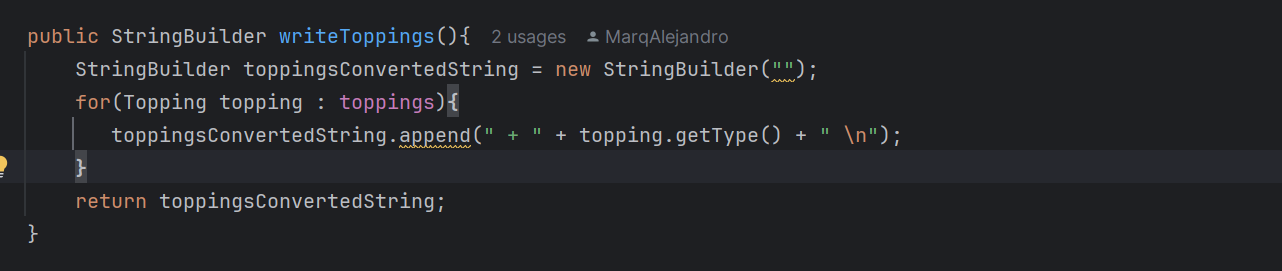 public StringBuilder writeToppings(){ 2 usages MarqAlejandro
StringBuilder toppingsConvertedString = new StringBuilder("");
for(Topping topping : toppings){
toppingsConvertedString.append(" + " + topping.getType() + " \n");
}
return toppingsConvertedString;
}